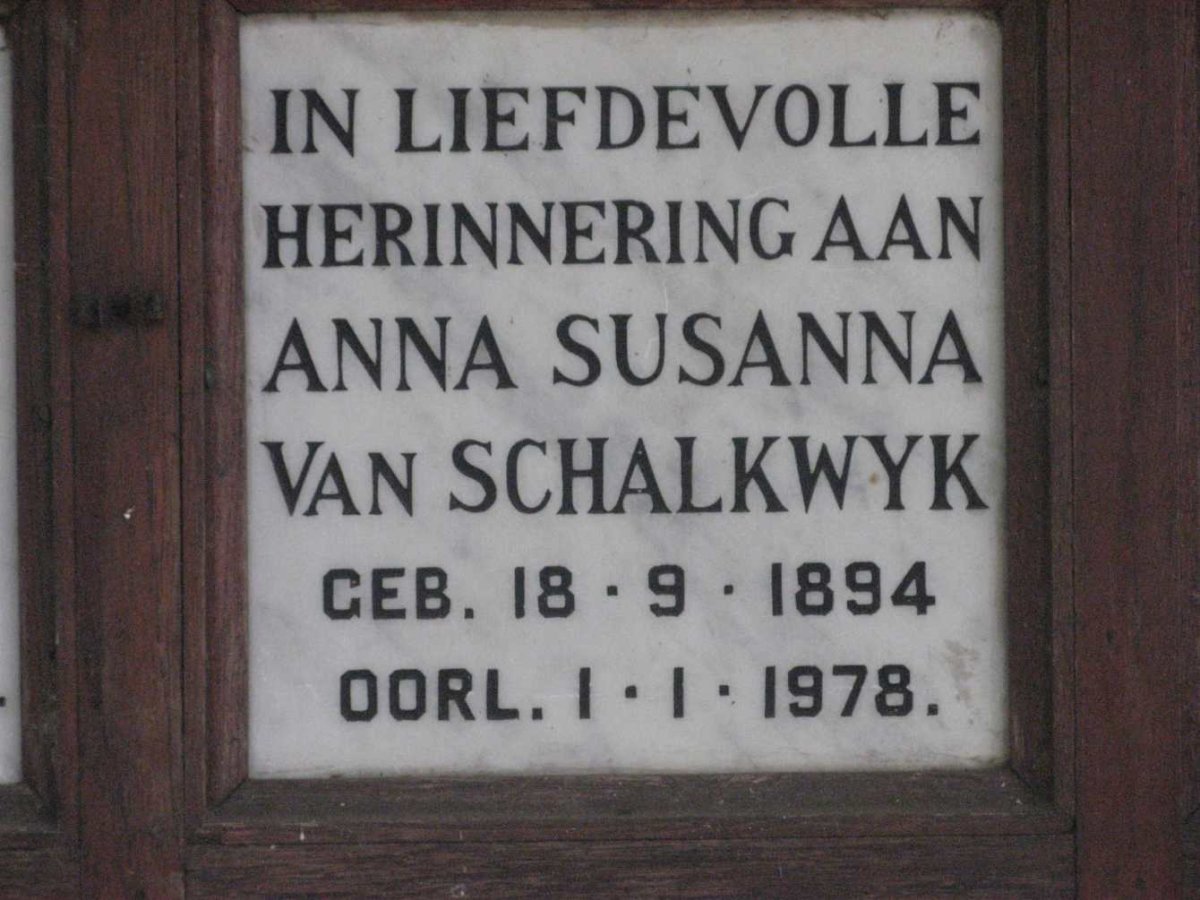 IN LIEFDEVOLLE
HERINNERING AAN
ANNA SUSANNA
VAN SCHALKWYK
GEB. 18 · 9 · 1894
OORL. 1 · 1 · 1978.